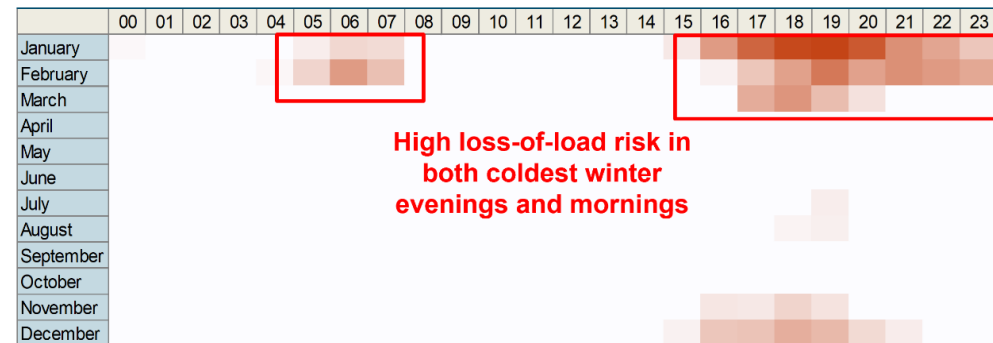 00 01 02 03 04 05 06 07 08 09 10 11 12 13 14 15 16 17 18 19 20 21 22 23
January
February
March
April
May
June
July
August
September
October
November
December
High loss-of-load risk in
both coldest winter
evenings and mornings